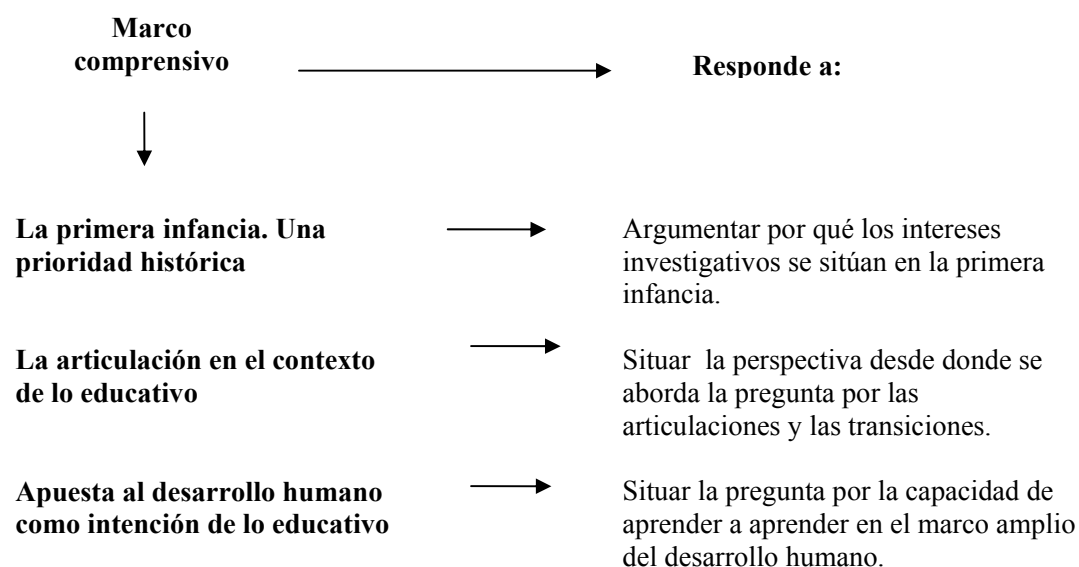 Marco
comprensivo
Responde a:
La primera infancia. Una
prioridad histórica
Argumentar por qué los intereses
investigativos se sitúan en la primera
infancia.
La articulación en el contexto
de lo educativo
Situar la perspectiva desde donde se
aborda la pregunta por las
articulaciones y las transiciones.
Apuesta al desarrollo humano
como intención de lo educativo
Situar la pregunta por la capacidad de
aprender a aprender en el marco amplio
del desarrollo humano.